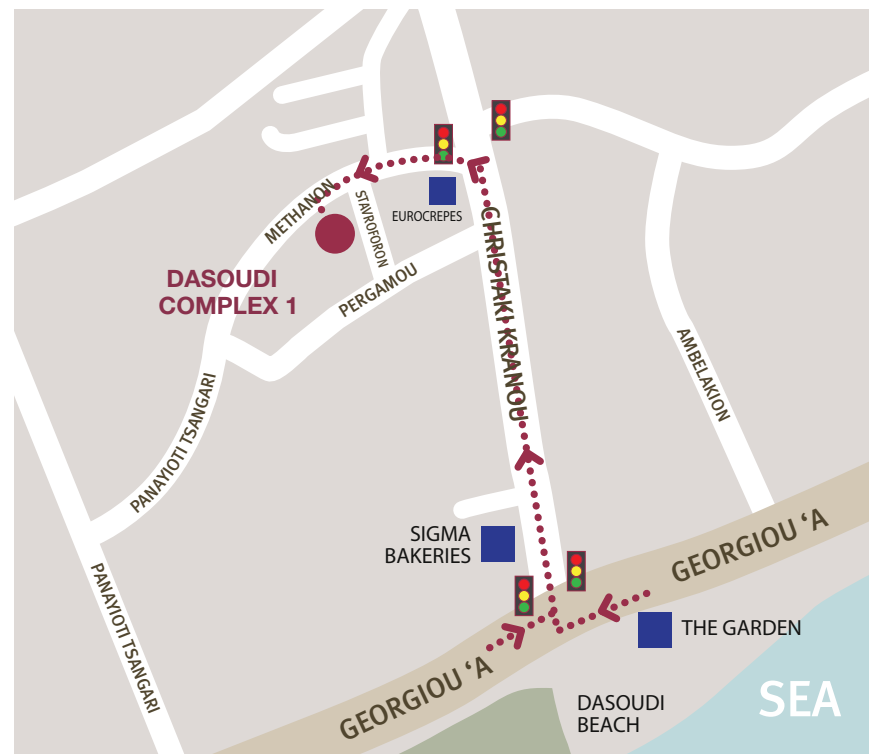 EUROCREPES
METHANON
STAVROFORON
DASOUDI
COMPLEX 1
PERGAMOU
CHRISTAKI KRANOU
AMBELAKION
PANAYIOTI TSANGARI
SIGMA
BAKERIES
GEORGIOU ‘A
PANAYIOTI TSANGARI
THE GARDEN
GEORGIOU ‘A
DASOUDI
BEACH
SEA